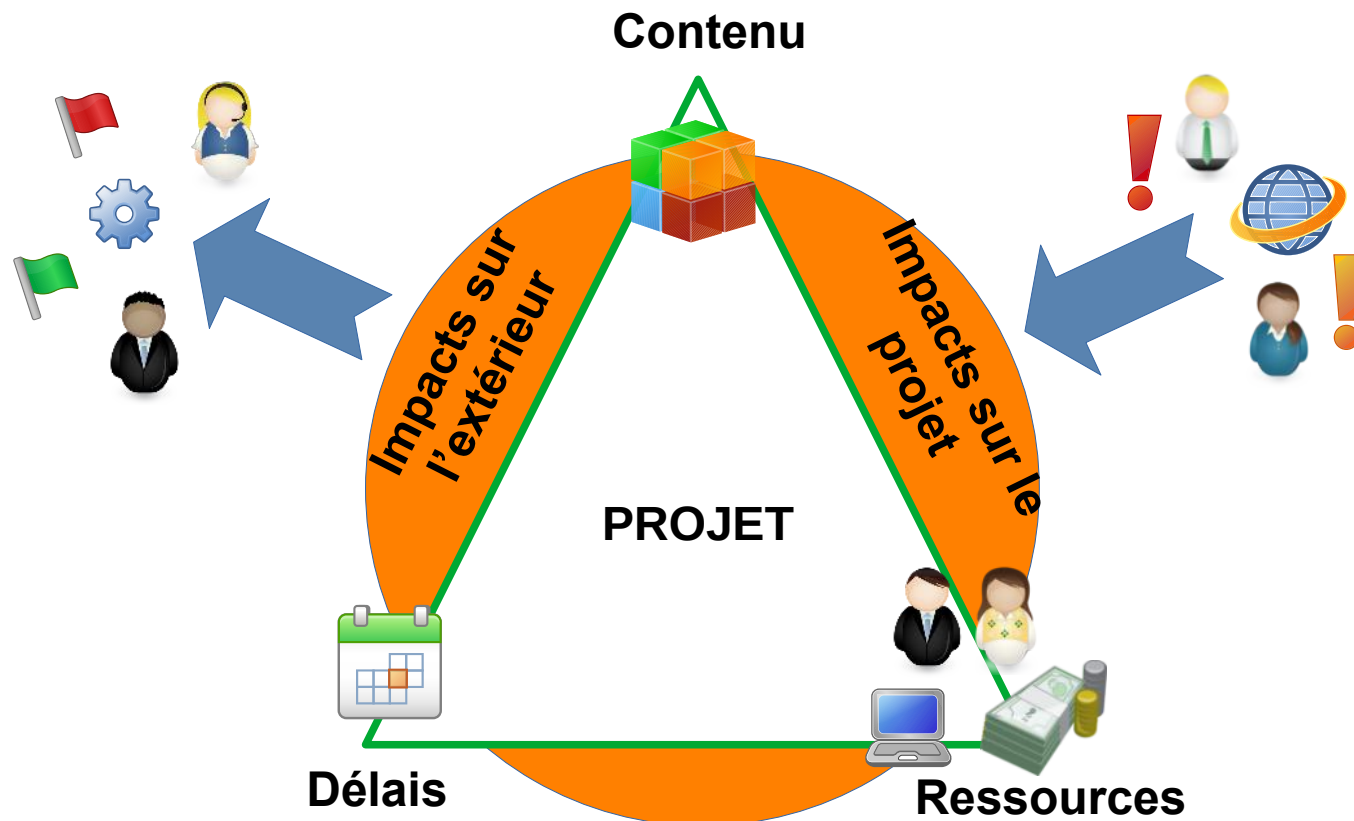 Contenu
Impacts sur
l’extérieur
Impacts sur le
projet
PROJET
Délais
Ressources